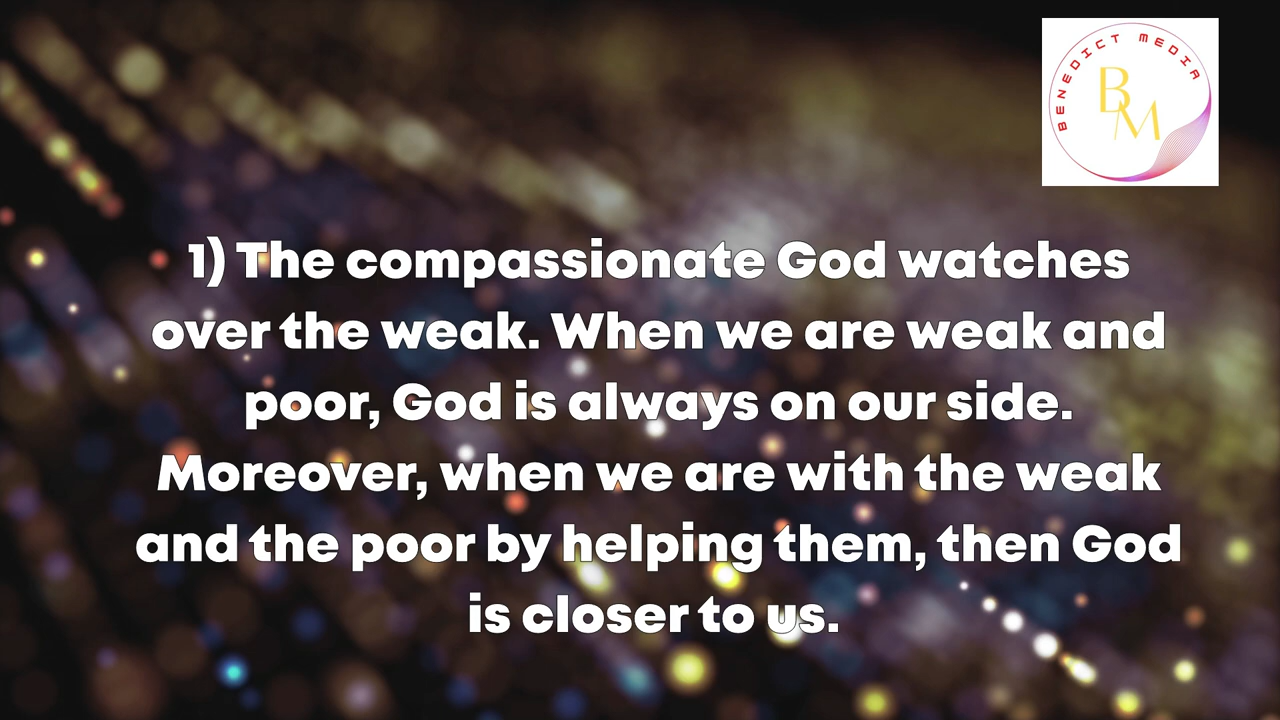 BENEDICT MEDIA
BM
1) The compassionate God watches
over the weak. When we are weak and
poor, God is always on our side.
Moreover, when we are with the weak
and the poor by helping them, then God
is closer to us.